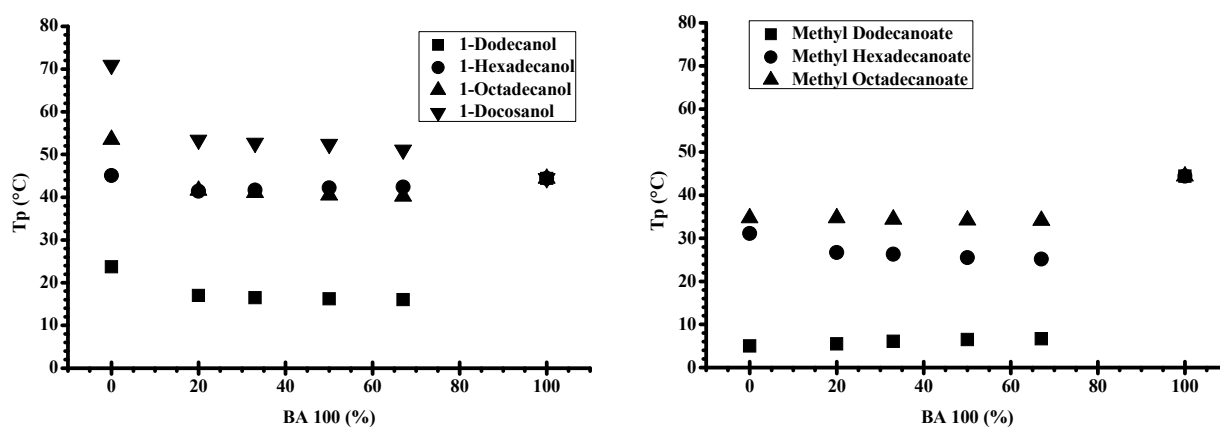 80
70
60
50
40
30
20
10
0
Tp (°C)
1-Dodecanol
1-Hexadecanol
1-Octadecanol
1-Docosanol
0 20 40 60 80 100
BA 100 (%)
80
70
60
50
40
30
20
10
0
Tp (°C)
Methyl Dodecanoate
Methyl Hexadecanoate
Methyl Octadecanoate
0 20 40 60 80 100
BA 100 (%)